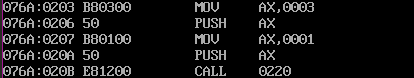 076A:0203 B80300 MOV AX,0003
076A:0206 50 PUSH AX
076A:0207 B80100 MOV AX,0001
076A:020A 50 PUSH AX
076A:020B E81200 CALL 0220